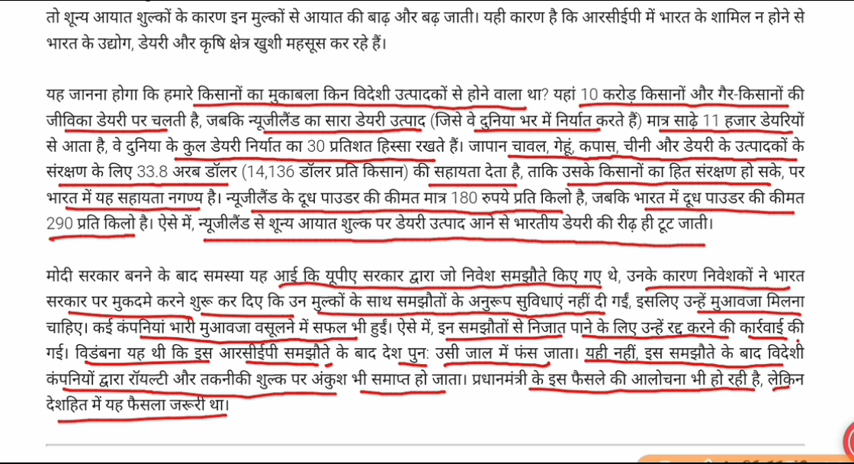 तो शून्य आयात शुल्कों के कारण इन मुल्कों से आयात की बाढ़ और बढ़ जाती। यही कारण है कि आरसीईपी में भारत के शामिल न होने से
भारत के उद्योग, डेयरी और कृषि क्षेत्र खुशी महसूस कर रहे हैं।
यह जानना होगा कि हमारे किसानों का मुकाबला किन विदेशी उत्पादकों से होने वाला था? यहां 10 करोड़ किसानों और गैर-किसानों की
जीविका डेयरी पर चलती है, जबकि न्यूजीलैंड का सारा डेयरी उत्पाद (जिसे वे दुनिया भर में निर्यात करते हैं) मात्र साढ़े 11 हजार डेयरियों
से आता है, वे दुनिया के कुल डेयरी निर्यात का 30 प्रतिशत हिस्सा रखते हैं। जापान चावल, गेहूं, कपास, चीनी और डेयरी के उत्पादकों के
संरक्षण के लिए 33.8 अरब डॉलर (14,136 डॉलर प्रति किसान) की सहायता देता है, ताकि उसके किसानों का हित संरक्षण हो सके, पर
भारत में यह सहायता नगण्य है। न्यूजीलैंड के दूध पाउडर की कीमत मात्र 180 रुपये प्रति किलो है, जबकि भारत में दूध पाउडर की कीमत
290 प्रति किलो है। ऐसे में, न्यूजीलैंड से शून्य आयात शुल्क पर डेयरी उत्पाद आने से भारतीय डेयरी की रीढ़ ही टूट जाती।
मोदी सरकार बनने के बाद समस्या यह आई कि यूपीए सरकार द्वारा जो निवेश समझौते किए गए थे, उनके कारण निवेशकों ने भारत
सरकार पर मुकदमे करने शुरू कर दिए कि उन मुल्कों के साथ समझौतों के अनुरूप सुविधाएं नहीं दी गईं, इसलिए उन्हें मुआवजा मिलना
चाहिए। कई कंपनियां भारी मुआवजा वसूलने में सफल भी हुईं। ऐसे में, इन समझौतों से निजात पाने के लिए उन्हें रद्द करने की कार्रवाई की
गई। विडंबना यह थी कि इस आरसीईपी समझौते के बाद देश पुन: उसी जाल में फंस जाता। यही नहीं, इस समझौते के बाद विदेशी
कंपनियों द्वारा रॉयल्टी और तकनीकी शुल्क पर अंकुश भी समाप्त हो जाता। प्रधानमंत्री के इस फैसले की आलोचना भी हो रही है, लेकिन
देशहित में यह फैसला जरूरी था।